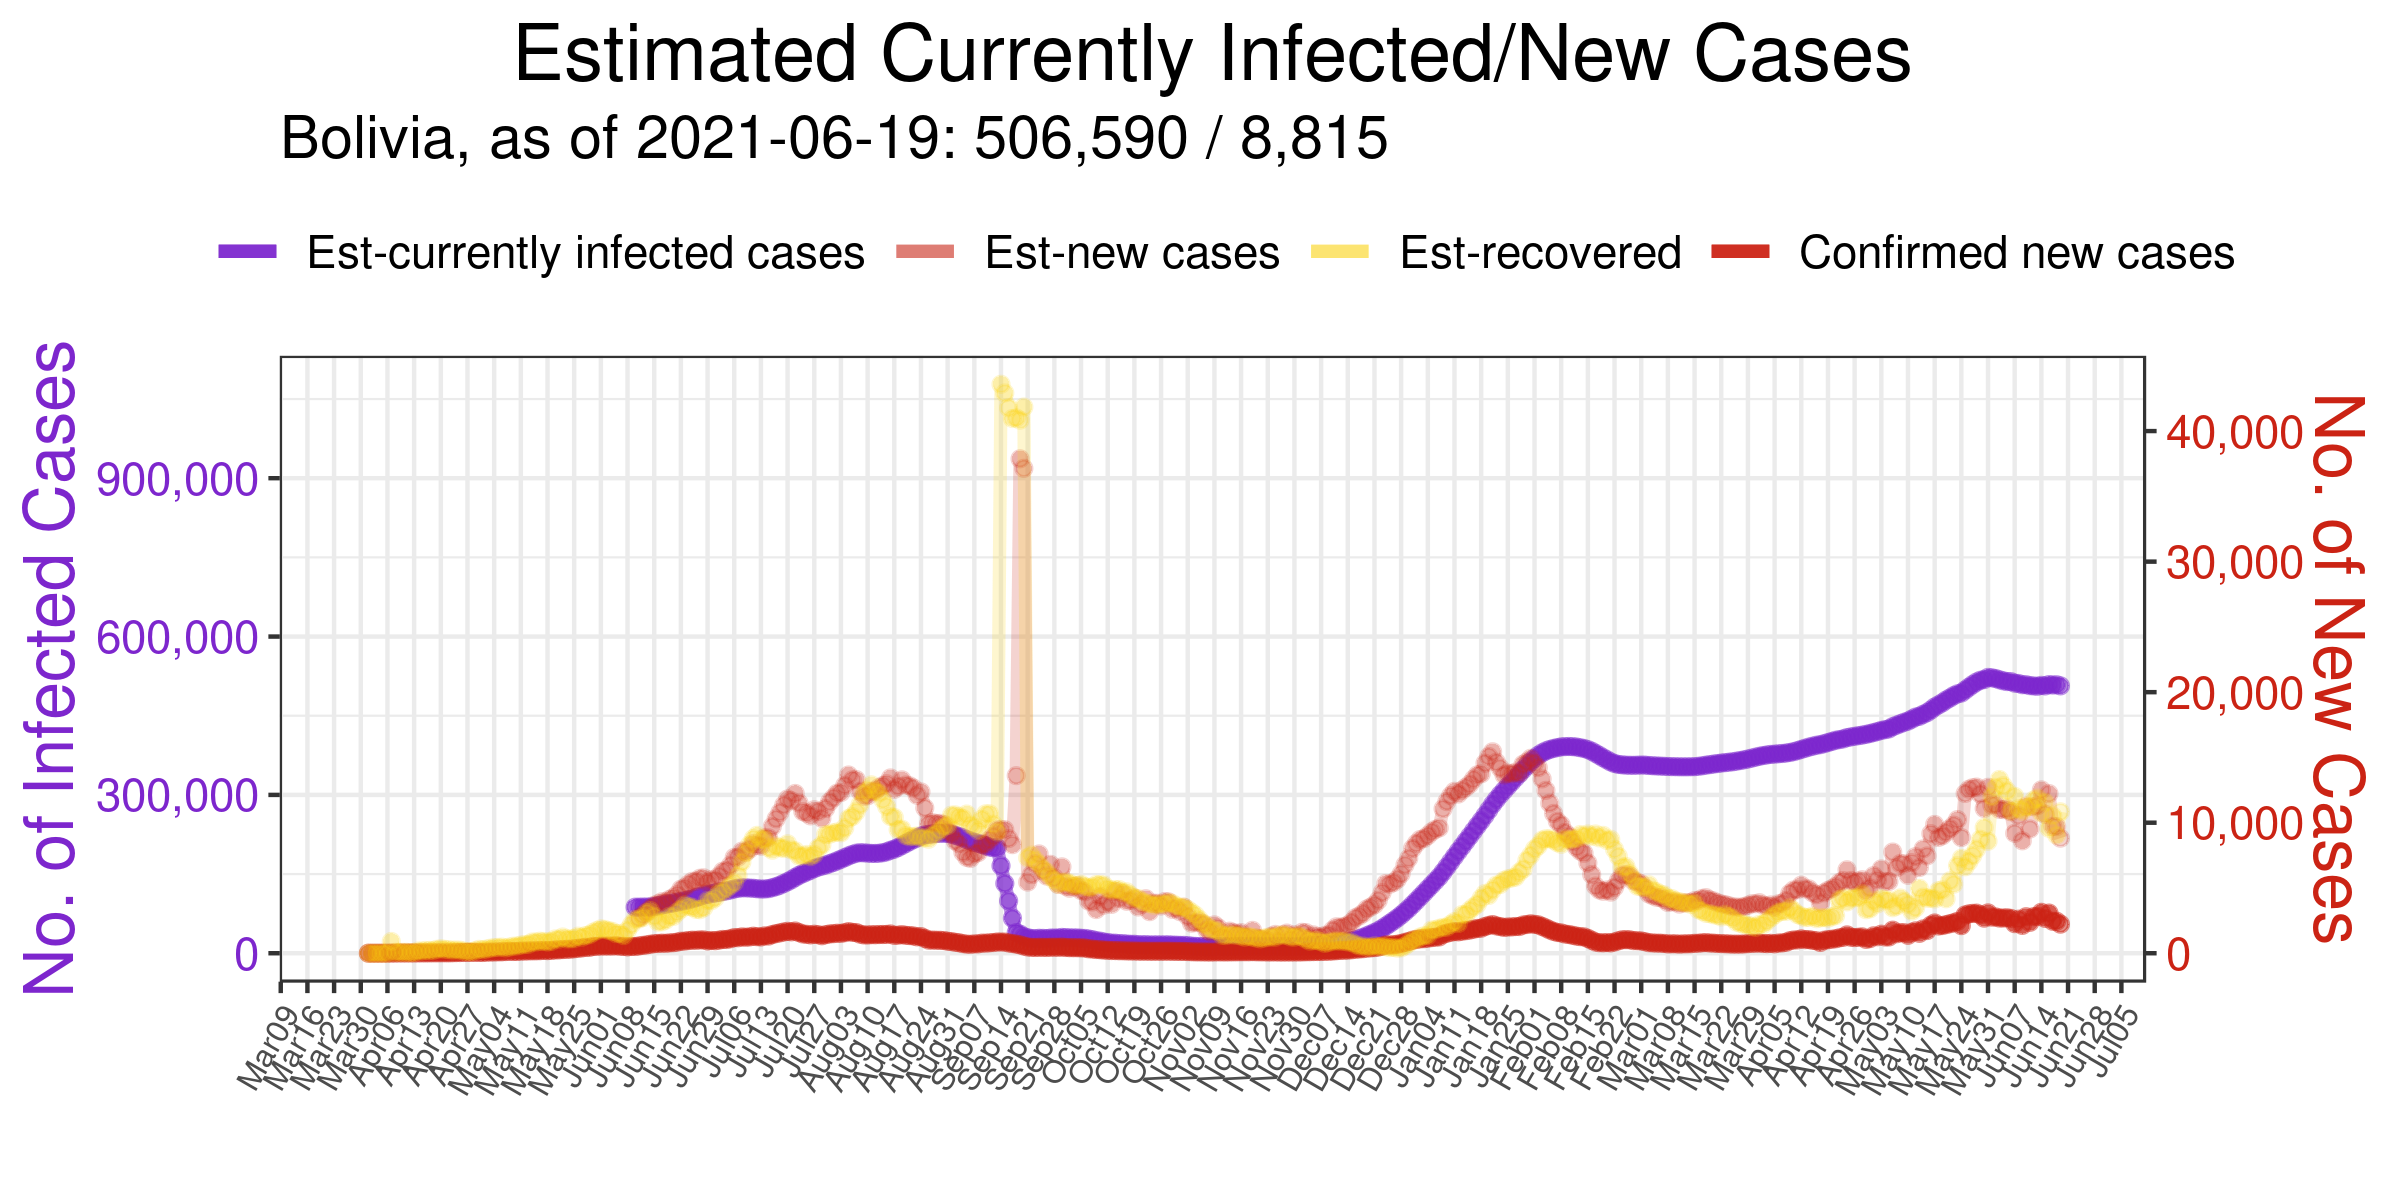 Estimated Currently Infected/New Cases
Bolivia, as of 2021-06-19: 506,590 / 8,815
Est-currently infected cases
Est-new cases
Est-recovered
Confirmed new cases
No. of Infected Cases
900,000
600,000
300,000
0
40,000
30,000
20,000
10,000
0
No. of New Cases
Mar09
Mar16
Mar23
Mar30
Apr06
Apr13
Apr20
Apr27
May04
May11
May18
May25
Jun01
Jun08
Jun15
Jun22
Jun29
Jul06
Jul13
Jul20
Jul27
Aug03
Aug10
Aug17
Aug24
Aug31
Sep07
Sep14
Sep21
Sep28
Oct05
Oct12
Oct19
Oct26
Nov02
Nov09
Nov16
Nov23
Nov30
Dec07
Dec14
Dec21
Dec28
Jan04
Jan11
Jan18
Jan25
Feb01
Feb08
Feb15
Feb22
Mar01
Mar08
Mar15
Mar22
Mar29
Apr05
Apr12
Apr19
Apr26
May03
May10
May17
May24
May31
Jun07
Jun14
Jun21
Jun28
Jul05